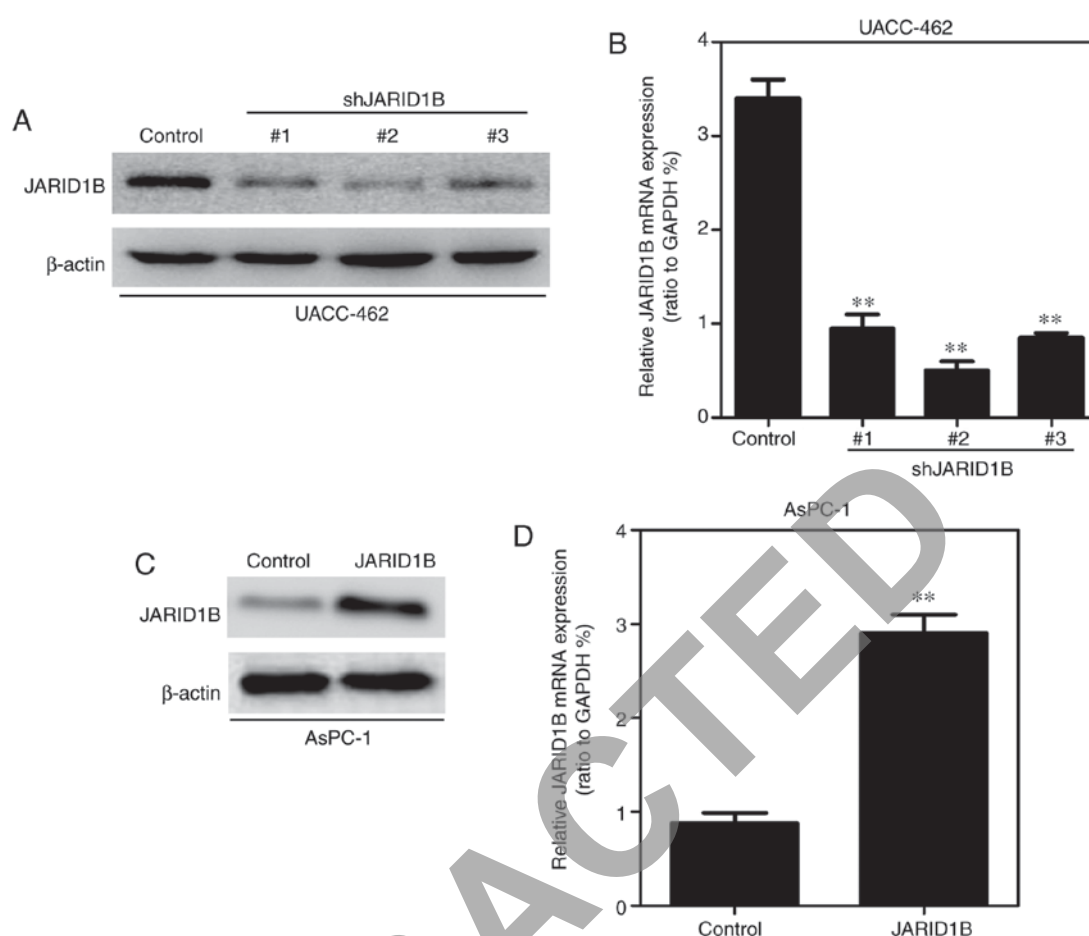 A
shJARID1B
Control #1 #2 #3
JARID1B
β-actin
UACC-462
B
UACC-462
Relative JARID1B mRNA expression
(ratio to GAPDH %)
4
3
2
1
0
** ** **
Control #1 #2 #3
shJARID1B
C
Control JARID1B
JARID1B
β-actin
AsPC-1
D
AsPC-1
Relative JARID1B mRNA expression
(ratio to GAPDH %)
4
3
2
1
0
**
Control JARID1B
ACTED